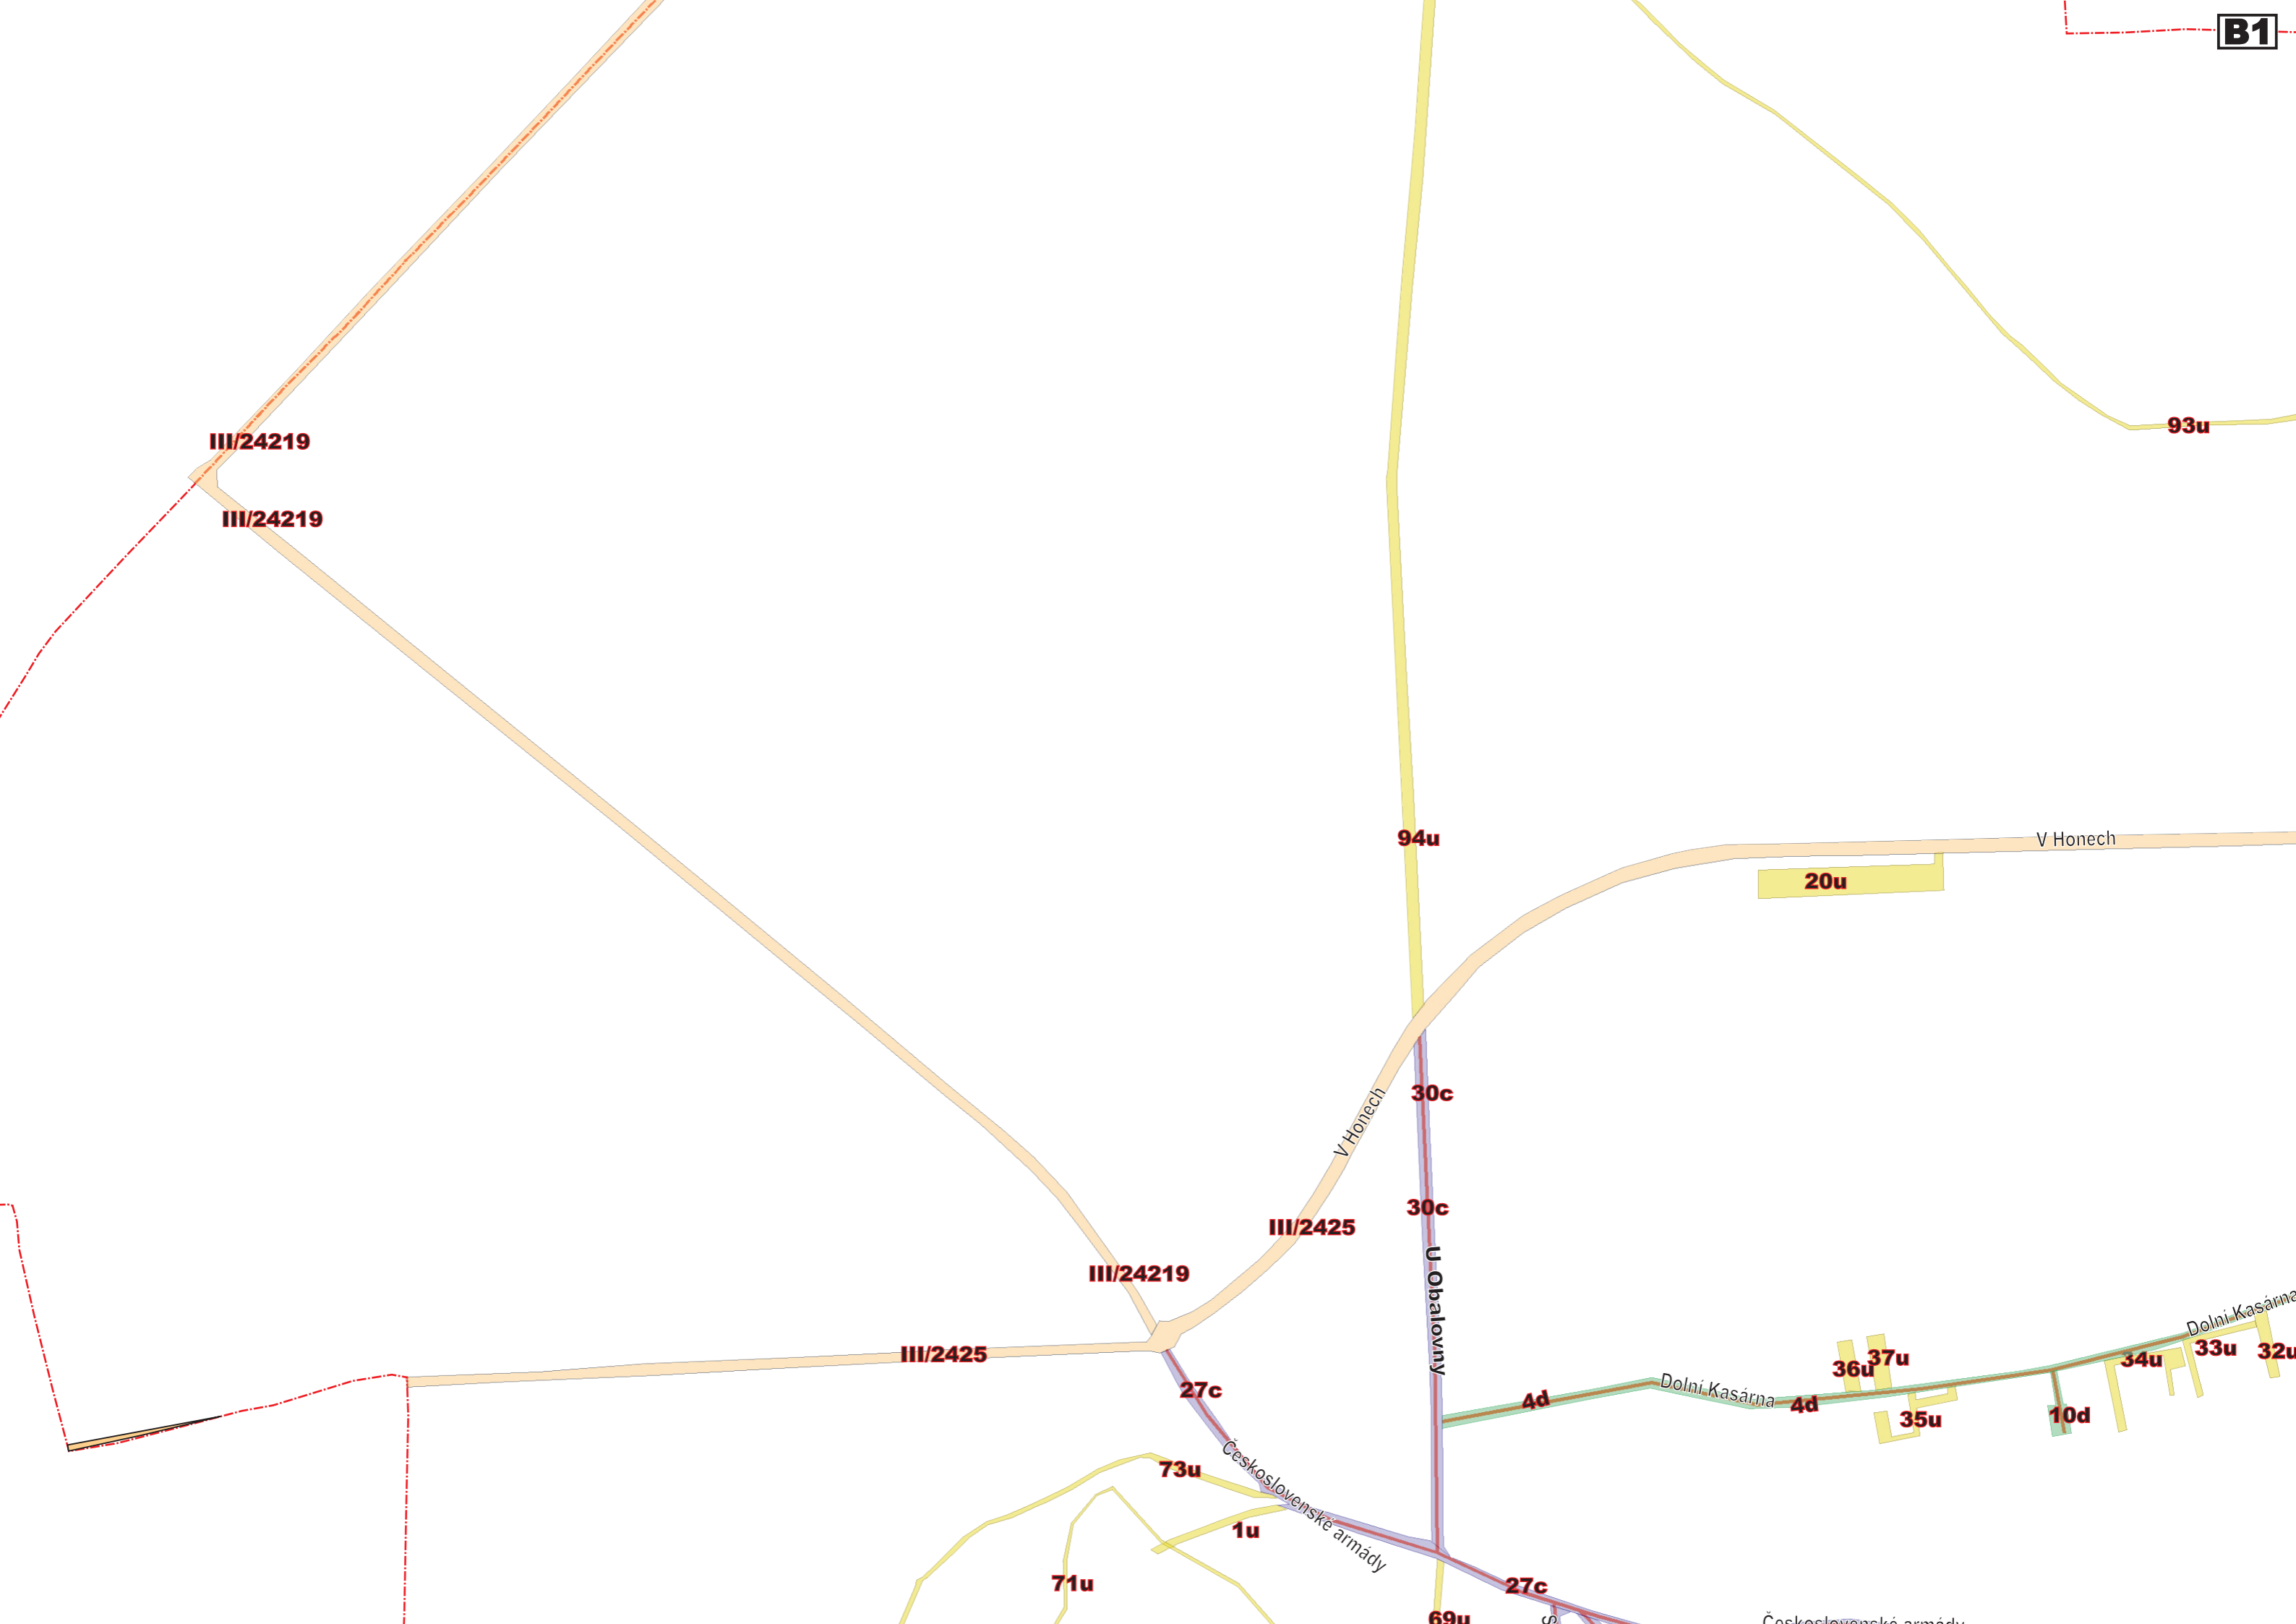 B1
III/24219
93u
III/24219
94u
V Honech
20u
30c
V Honech
30c
III/2425
U Obalovny
III/24219
Dolní Kasárna
33u
32u
34u
37u
36u
III/2425
27c
Dolní Kasárna
4d
4d
35u
10d
73u
Československé armády
1u
71u
27c
69u
S
Československé armády